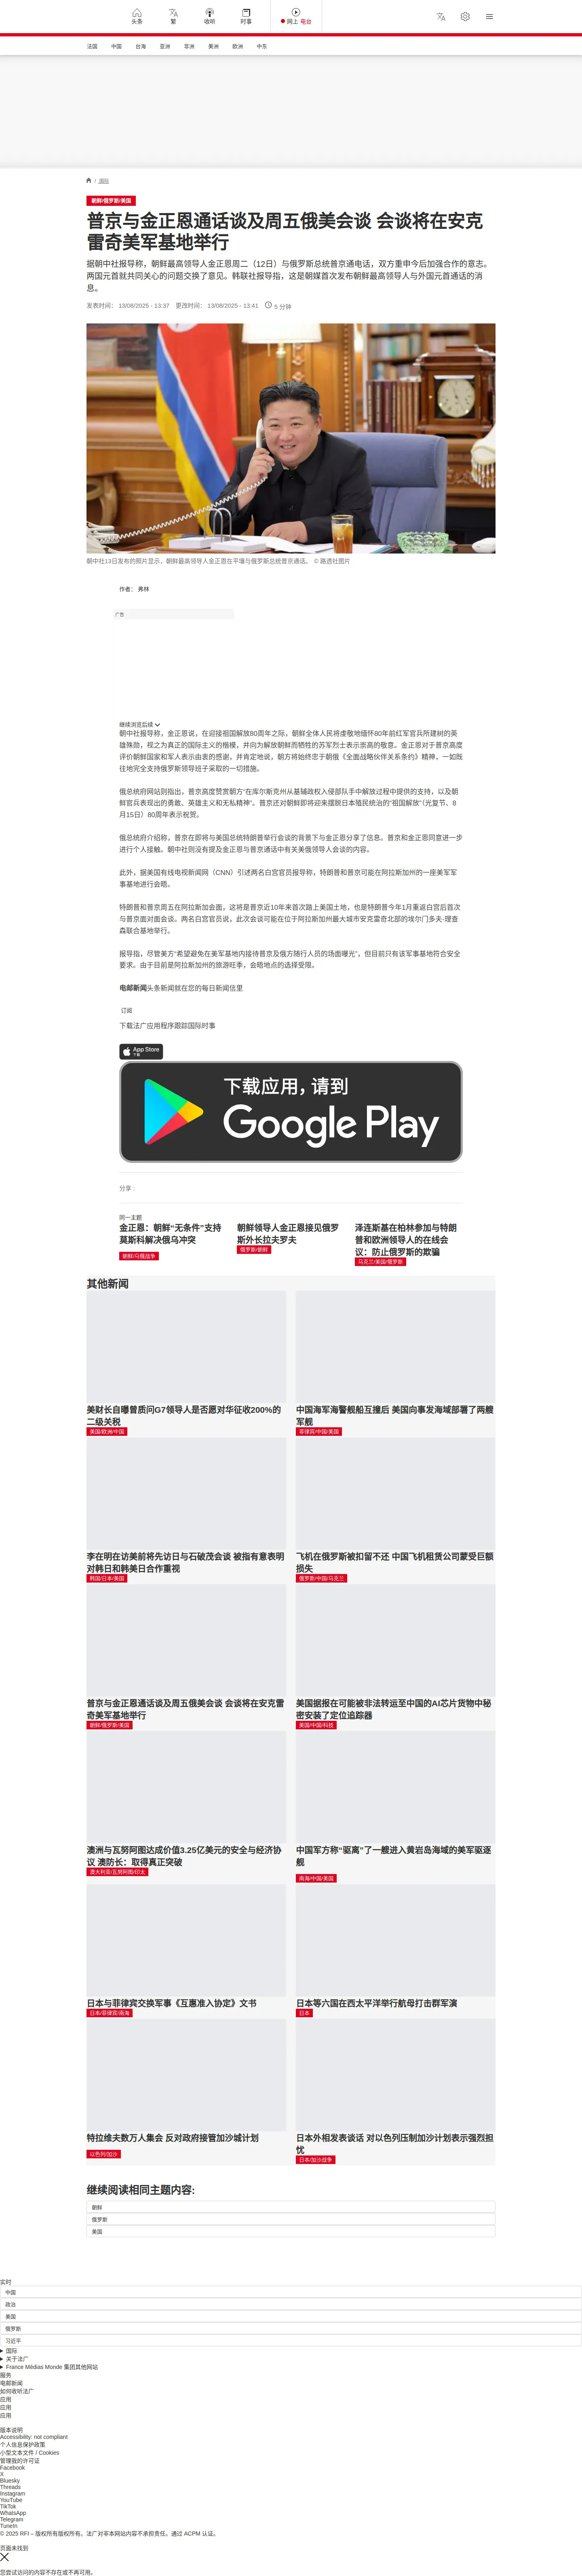 头条
繁
收听
时事
网上 电台
法国
中国
台海
亚洲
非洲
美洲
欧洲
中东
国际
朝鲜/俄罗斯/美国
普京与金正恩通话谈及周五俄美会谈 会谈将在安克
雷奇美军基地举行
据朝中社报导称，朝鲜最高领导人金正恩周二（12日）与俄罗斯总统普京通电话，双方重申今后加强合作的意志。
两国元首就共同关心的问题交换了意见。韩联社报导指，这是朝媒首次发布朝鲜最高领导人与外国元首通话的消
息。
发表时间： 13/08/2025 - 13:37 更改时间： 13/08/2025 - 13:41 5 分钟
朝中社13日发布的照片显示，朝鲜最高领导人金正恩在平壤与俄罗斯总统普京通电话。 © 路透社图片
作者： 弗林
广告
继续浏览后续
朝中社报导称，金正恩说，在迎接祖国解放80周年之际，朝鲜全体人民将虔敬地缅怀80年前红军官兵所建树的英
雄殊勋，视之为真正的国际主义的楷模，并向为解放朝鲜而牺牲的苏军烈士表示崇高的敬意。金正恩对于普京高度
评价朝鲜国家和军人表示由衷的感谢，并肯定地说，朝方将始终忠于朝俄《全面战略伙伴关系条约》精神，一如既
往地完全支持俄罗斯领导班子采取的一切措施。
俄总统府网站则指出，普京高度赞赏朝方“在库尔斯克州从基辅政权入侵部队手中解放过程中提供的支持，以及朝
鲜官兵表现出的勇敢、英雄主义和无私精神”。普京还对朝鲜即将迎来摆脱日本殖民统治的“祖国解放”（光复节、8
月15日）80周年表示祝贺。
俄总统府介绍称，普京在即将与美国总统特朗普举行会谈的背景下与金正恩分享了信息。普京和金正恩同意进一步
进行个人接触。朝中社则没有提及金正恩与普京通话中有关美俄领导人会谈的内容。
此外，据美国有线电视新闻网（CNN）引述两名白宫官员报导称，特朗普和普京可能在阿拉斯加州的一座美军军
事基地进行会晤。
特朗普和普京周五在阿拉斯加会面，这将是普京近10年来首次踏上美国土地，也是特朗普今年1月重返白宫后首次
与普京面对面会谈。两名白宫官员说，此次会谈可能在位于阿拉斯加州最大城市安克雷奇北部的埃尔门多夫-理查
森联合基地举行。
报导指，尽管美方“希望避免在美军基地内接待普京及俄方随行人员的场面曝光”，但目前只有该军事基地符合安全
要求。由于目前是阿拉斯加州的旅游旺季，会晤地点的选择受限。
电邮新闻头条新闻就在您的每日新闻信里
订阅
下载法广应用程序跟踪国际时事
App Store
下载
下载应用，请到
Google Play
分享 :
同一主题
金正恩：朝鲜“无条件”支持
莫斯科解决俄乌冲突
朝鲜/乌俄战争
朝鲜领导人金正恩接见俄罗
斯外长拉夫罗夫
俄罗斯/朝鲜
泽连斯基在柏林参加与特朗
普和欧洲领导人的在线会
议：防止俄罗斯的欺骗
乌克兰/美国/俄罗斯
其他新闻
美财长自曝曾质问G7领导人是否愿对华征收200%的
二级关税
美国/欧洲/中国
中国海军海警舰船互撞后 美国向事发海域部署了两艘
军舰
菲律宾/中国/美国
李在明在访美前将先访日与石破茂会谈 被指有意表明
对韩日和韩美日合作重视
韩国/日本/美国
飞机在俄罗斯被扣留不还 中国飞机租赁公司蒙受巨额
损失
俄罗斯/中国/乌克兰
普京与金正恩通话谈及周五俄美会谈 会谈将在安克雷
奇美军基地举行
朝鲜/俄罗斯/美国
美国据报在可能被非法转运至中国的AI芯片货物中秘
密安装了定位追踪器
美国/中国/科技
澳洲与瓦努阿图达成价值3.25亿美元的安全与经济协
议 澳防长：取得真正突破
澳大利亚/瓦努阿图/印太
中国军方称“驱离”了一艘进入黄岩岛海域的美军驱逐
舰
南海/中国/美国
日本与菲律宾交换军事《互惠准入协定》文书
日本/菲律宾/南海
日本等六国在西太平洋举行航母打击群军演
日本
特拉维夫数万人集会 反对政府接管加沙城计划
以色列/加沙
日本外相发表谈话 对以色列压制加沙计划表示强烈担
忧
日本/加沙战争
继续阅读相同主题内容:
朝鲜
俄罗斯
美国
实时
中国
政治
美国
俄罗斯
习近平
国际
关于法广
France Médias Monde 集团其他网站
服务
电邮新闻
如何收听法广
应用
应用
应用
版本说明
Accessibility: not compliant
个人信息保护政策
小型文本文件 / Cookies
管理我的许可证
Facebook
X
Bluesky
Threads
Instagram
YouTube
TikTok
WhatsApp
Telegram
TuneIn
© 2025 RFI – 版权所有版权所有。法广对非本网站内容不承担责任。通过 ACPM 认证。
页面未找到
您尝试访问的内容不存在或不再可用。